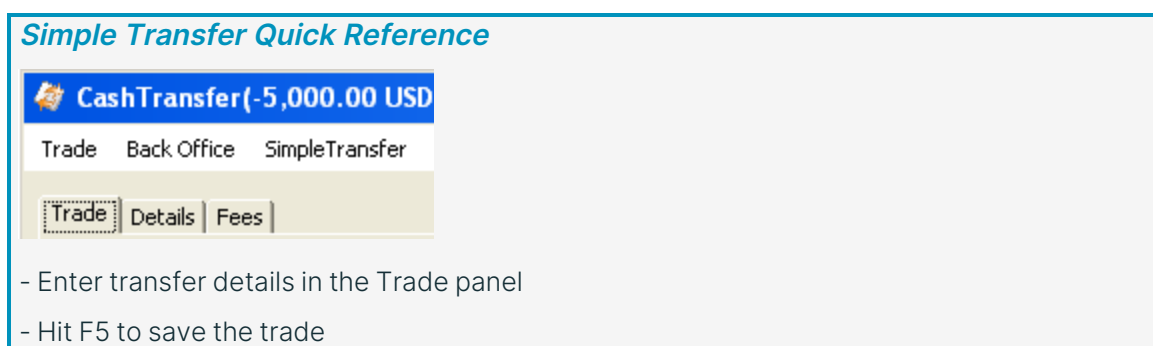 Simple Transfer Quick Reference
CashTransfer(-5,000.00 USD
Trade Back Office SimpleTransfer
Trade Details Fees
- Enter transfer details in the Trade panel
- Hit F5 to save the trade